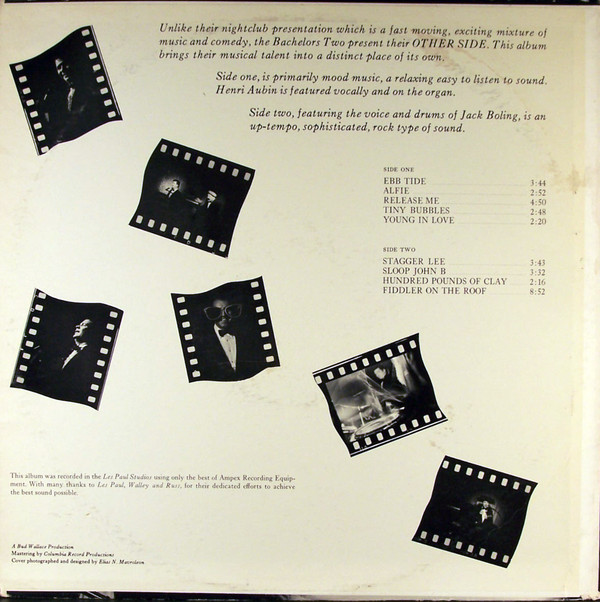 Unlike their nightclub presentation which is a fast moving, exciting mixture of
music and comedy, the Bachelors Two present their OTHER SIDE. This album
brings their musical talent into a distinct place of its own.
Side one, is primarily mood music, a relaxing easy to listen to sound.
Henri Aubin is featured vocally and on the organ.
Side two, featuring the voice and drums of Jack Boling, is an
up-tempo, sophisticated, rock type of sound.
SIDE ONE
EBB TIDE 3:44
ALFIE 2:52
RELEASE ME 4:50
TINY BUBBLES 2:48
YOUNG IN LOVE 2:20
SIDE TWO
STAGGER LEE 3:43
SLOOP JOHN B 3:32
HUNDRED POUNDS OF CLAY 2:16
FIDDLER ON THE ROOF 8:52
This album was recorded in the Les Paul Studios using only the best of Ampex Recording Equip-
ment. With many thanks to Les Paul, Walley and Russ, for their dedicated efforts to achieve
the best sound possible.
A Bud Wallace Production
Mastering by Columbia Record Productions
Cover photographed and designed by Elias N.